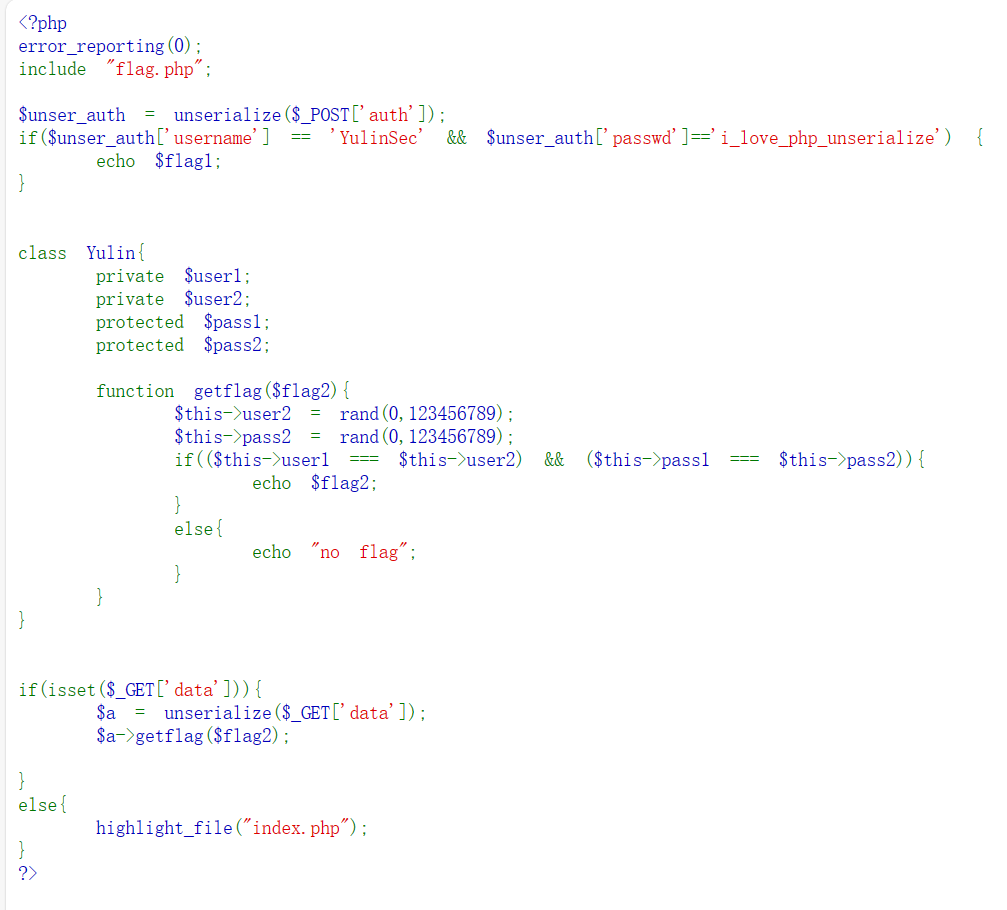 <?php
error_reporting(0);
include "flag.php";
$unser_auth = unserialize($_POST['auth']);
if($unser_auth['username'] == 'YulinSec' && $unser_auth['passwd']=='i_love_php_unserialize') {
echo $flag1;
}
class Yulin{
private $user1;
private $user2;
protected $pass1;
protected $pass2;
function getflag($flag2){
$this->user2 = rand(0,123456789);
$this->pass2 = rand(0,123456789);
if(($this->user1 === $this->user2) && ($this->pass1 === $this->pass2)){
echo $flag2;
}
else{
echo "no flag";
}
}
}
if(isset($_GET['data'])){
$a = unserialize($_GET['data']);
$a->getflag($flag2);
}
else{
highlight_file("index.php");
}
?>